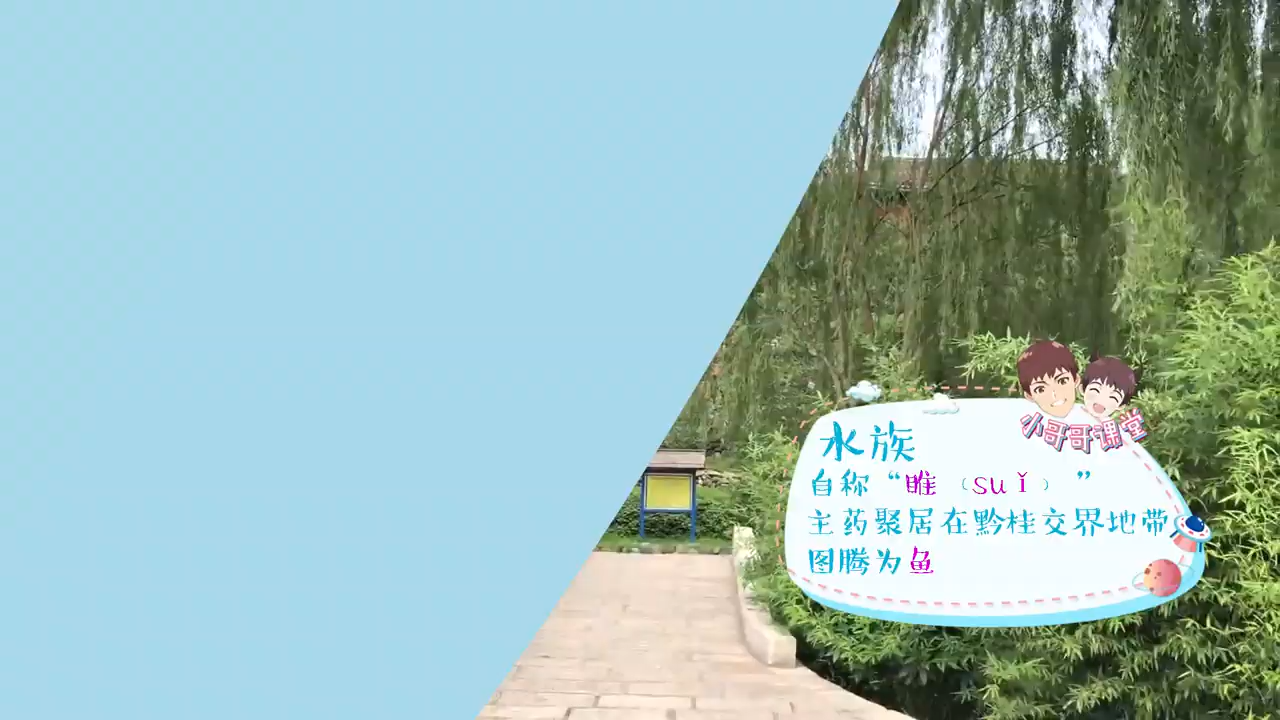 小哥哥课堂
水族
自称“睢（suǐ）”
主药聚居在黔桂交界地带
图腾为鱼